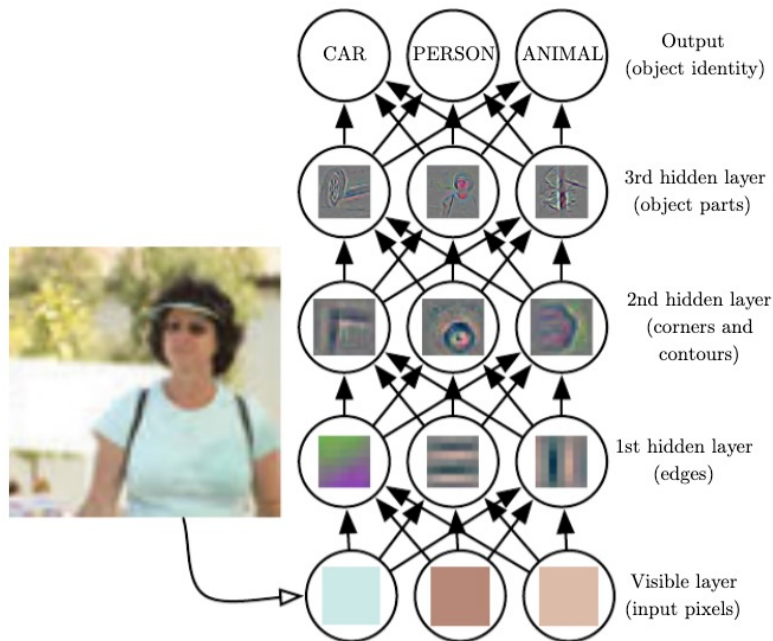 CAR PERSON ANIMAL
Output
(object identity)
3rd hidden layer
(object parts)
2nd hidden layer
(corners and
contours)
1st hidden layer
(edges)
Visible layer
(input pixels)